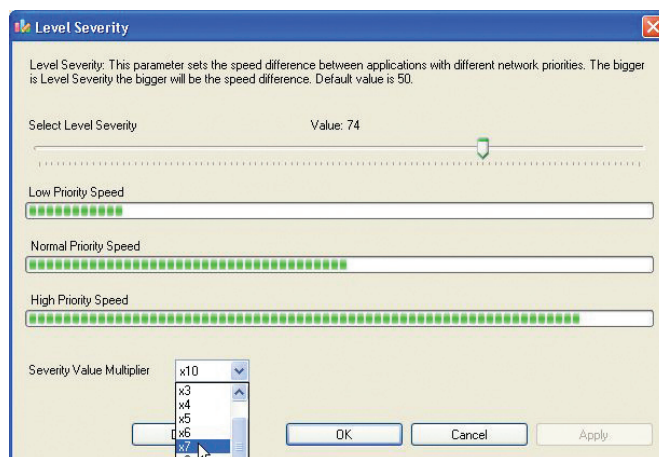 Level Severity
Level Severity: This parameter sets the speed difference between applications with different network priorities. The bigger
is Level Severity the bigger will be the speed difference. Default value is 50.
Select Level Severity Value: 74
Low Priority Speed
Normal Priority Speed
High Priority Speed
Severity Value Multiplier x10
x3
x4
x5
x6
x7
OK Cancel Apply